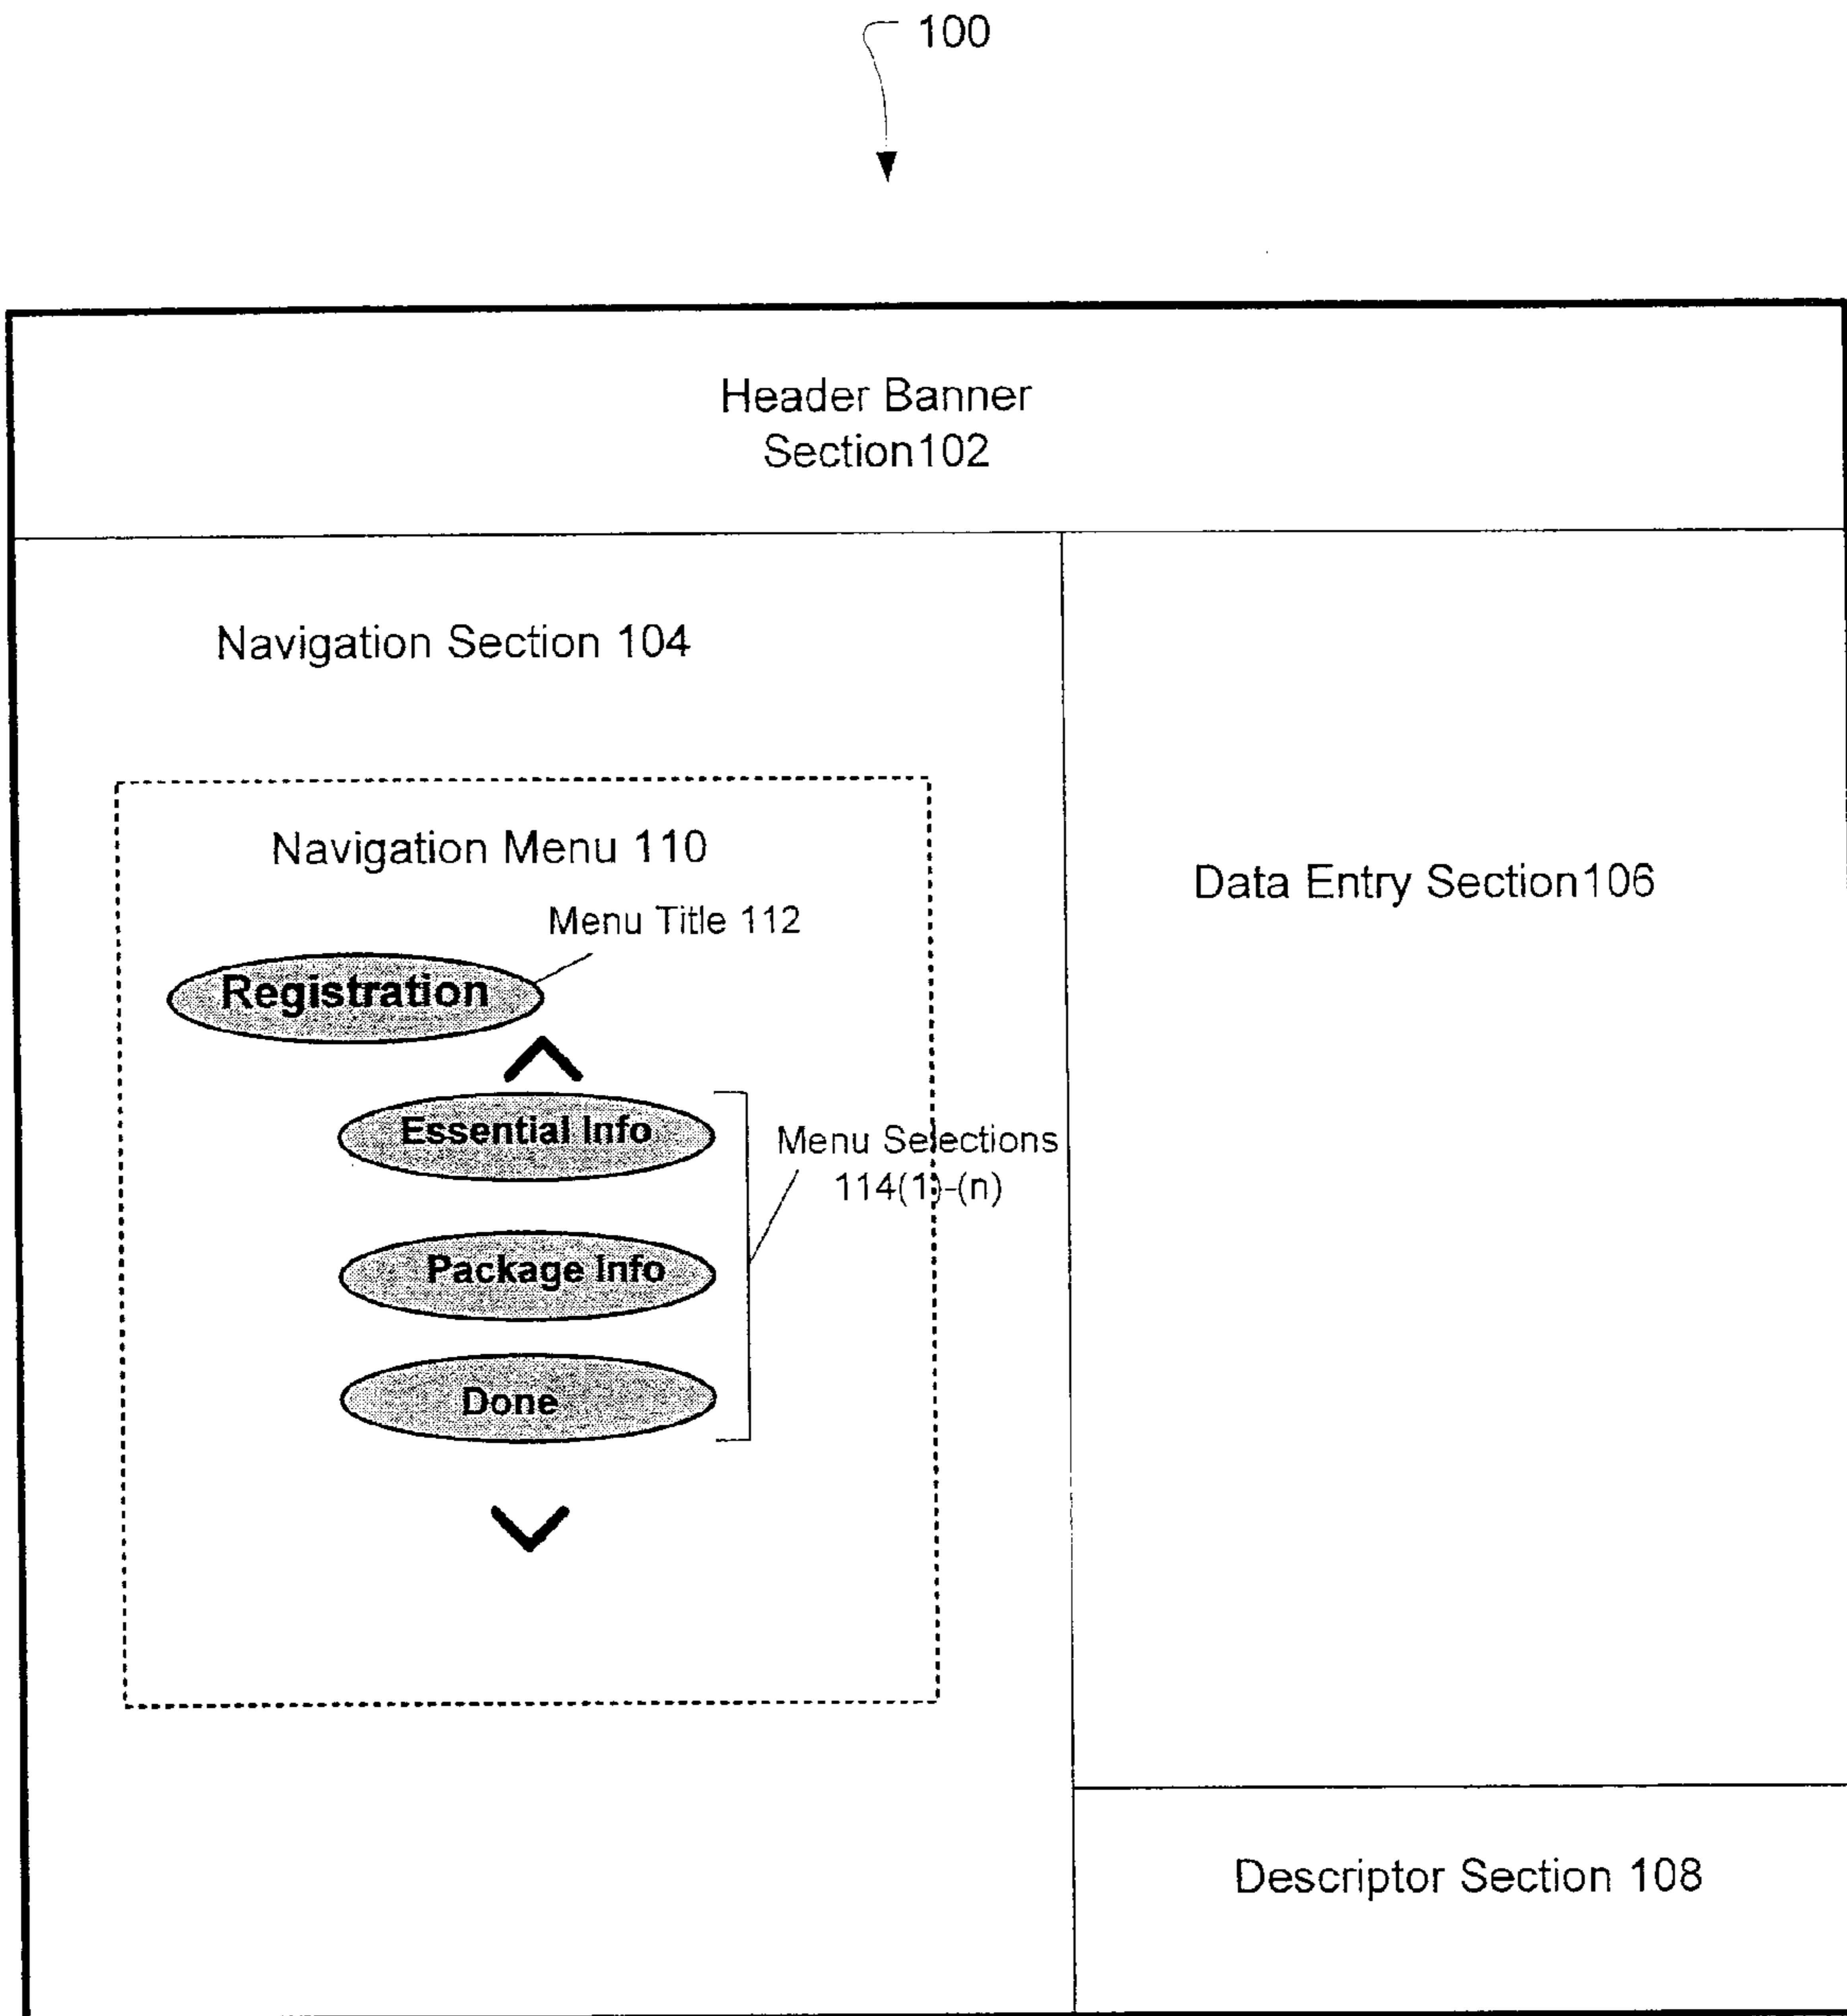 100
Header Banner
Section102
Navigation Section 104
Navigation Menu 110
Menu Title 112
Registration
Essential Info
Menu Selections
114(1)-(n)
Package Info
Done
Data Entry Section106
Descriptor Section 108